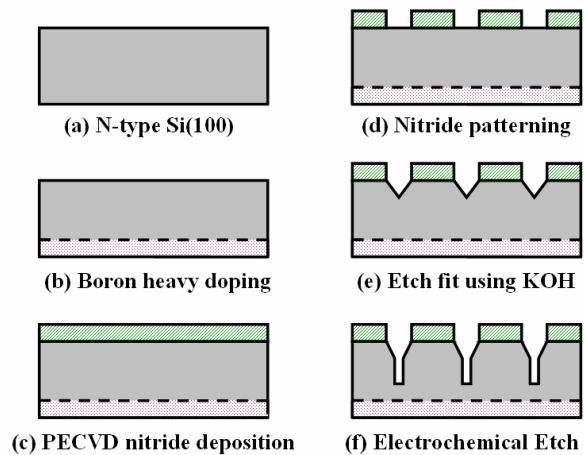 (a) N-type Si(100)
(b) Boron heavy doping
(c) PECVD nitride deposition
(d) Nitride patterning
(e) Etch fit using KOH
(f) Electrochemical Etch